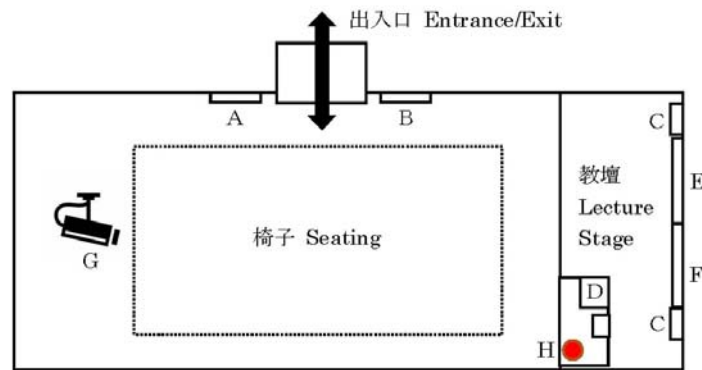 出入口 Entrance/Exit
A
B
C
教壇
Lecture
Stage
E
椅子 Seating
G
F
D
C
H